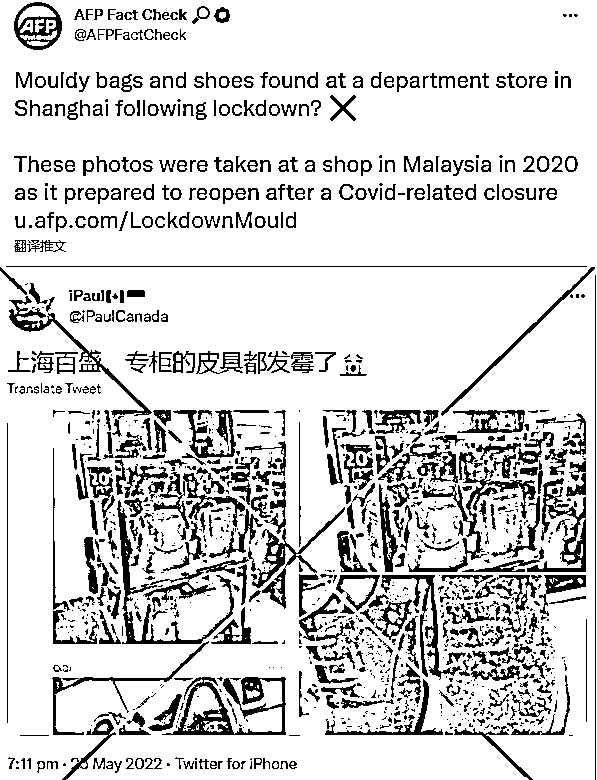 AFP Fact Check
@AFPFactCheck
Mouldy bags and shoes found at a department store in
Shanghai following lockdown? ❌
These photos were taken at a shop in Malaysia in 2020
as it prepared to reopen after a Covid-related closure
u.afp.com/LockdownMould
翻译推文
iPaul
@iPaulCanada
上海百盛、专柜的皮具都发霉了
Translate Tweet
7:11 pm · May 2022 · Twitter for iPhone